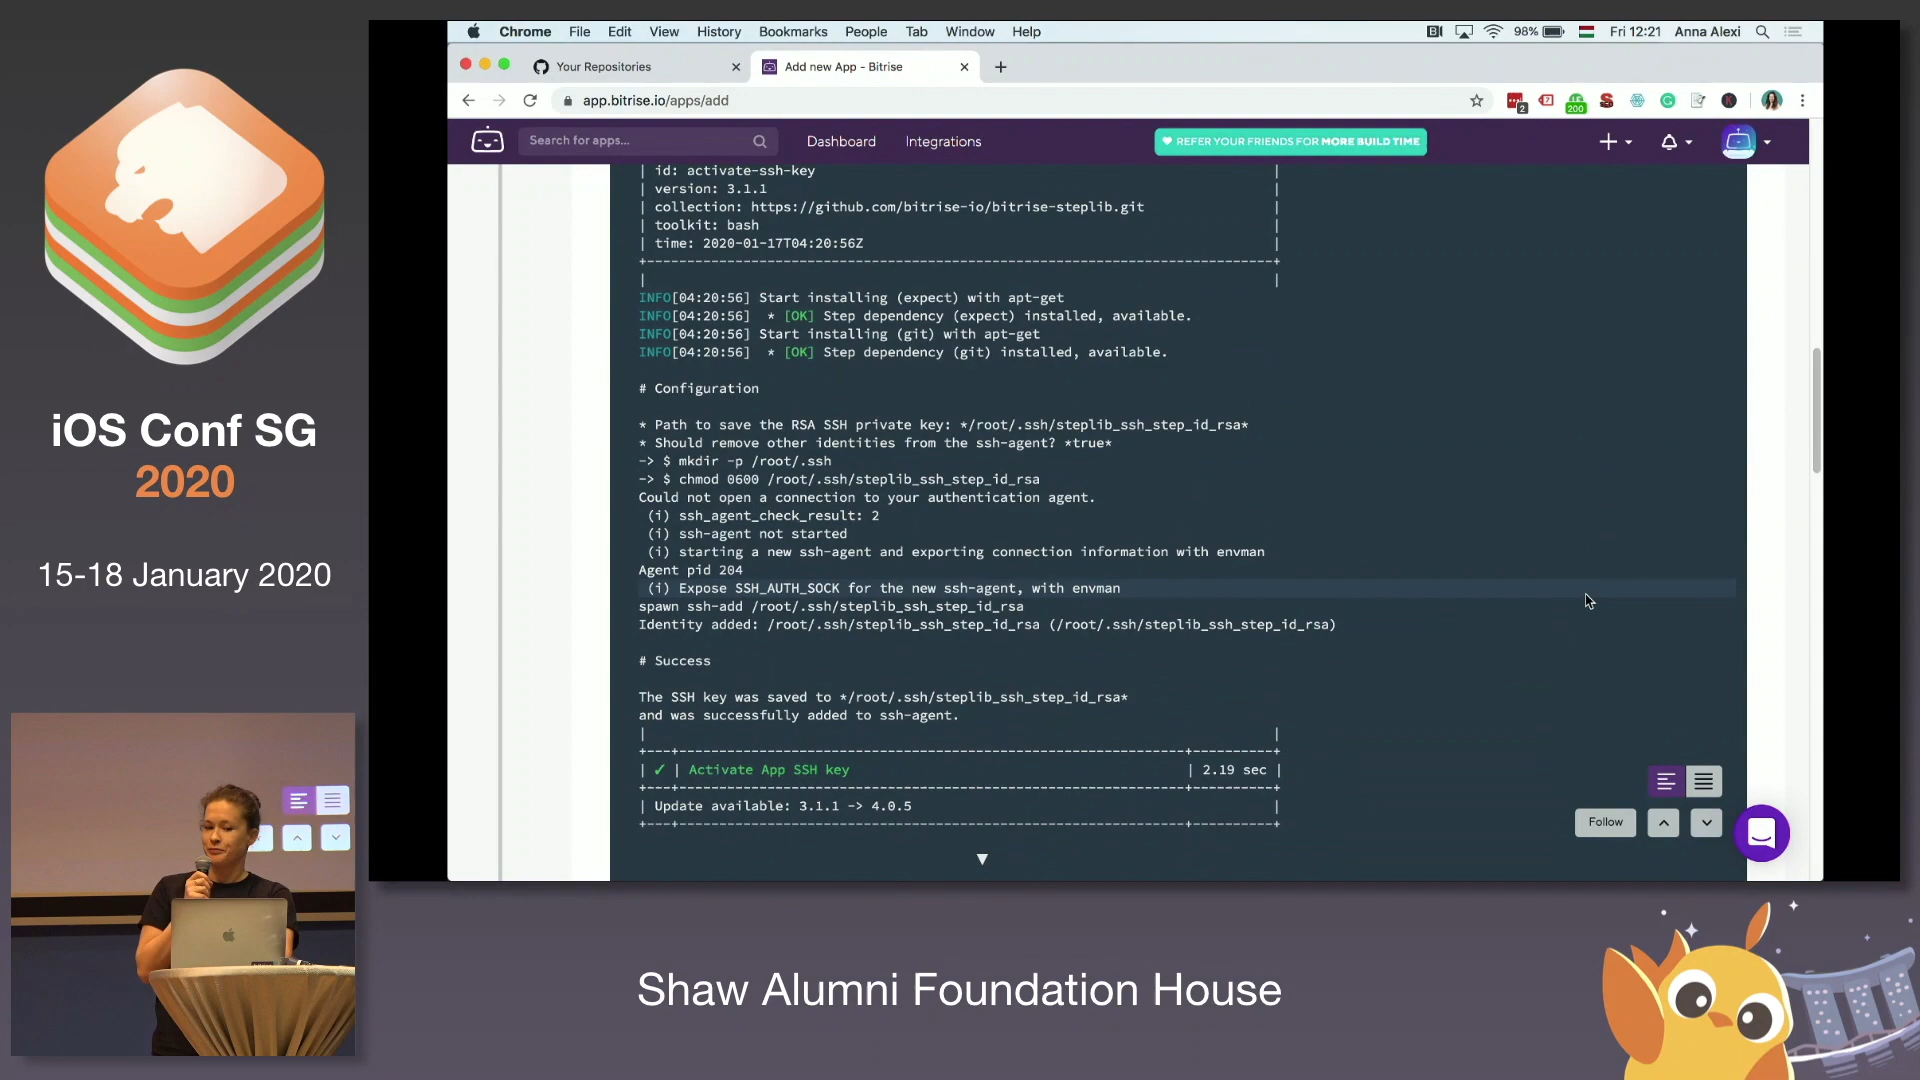 iOS Conf SG
2020
15-18 January 2020
Chrome File Edit View History Bookmarks People Tab Window Help
98% Fri 12:21 Anna Alexi
Your Repositories
Add new App - Bitrise
app.bitrise.io/apps/add
2
200
Search for apps...
Dashboard
Integrations
REFER YOUR FRIENDS FOR MORE BUILD TIME
| id: activate-ssh-key |
| version: 3.1.1 |
| collection: https://github.com/bitrise-io/bitrise-steplib.git |
| toolkit: bash |
| time: 2020-01-17T04:20:56Z |
INFO[04:20:56] Start installing (expect) with apt-get
INFO[04:20:56] * [OK] Step dependency (expect) installed, available.
INFO[04:20:56] Start installing (git) with apt-get
INFO[04:20:56] * [OK] Step dependency (git) installed, available.
# Configuration
* Path to save the RSA SSH private key: */root/.ssh/steplib_ssh_step_id_rsa*
* Should remove other identities from the ssh-agent? *true*
-> $ mkdir -p /root/.ssh
-> $ chmod 0600 /root/.ssh/steplib_ssh_step_id_rsa
Could not open a connection to your authentication agent.
(i) ssh_agent_check_result: 2
(i) ssh-agent not started
(i) starting a new ssh-agent and exporting connection information with envman
Agent pid 204
(i) Expose SSH_AUTH_SOCK for the new ssh-agent, with envman
spawn ssh-add /root/.ssh/steplib_ssh_step_id_rsa
Identity added: /root/.ssh/steplib_ssh_step_id_rsa (/root/.ssh/steplib_ssh_step_id_rsa)
# Success
The SSH key was saved to */root/.ssh/steplib_ssh_step_id_rsa*
and was successfully added to ssh-agent.
| ✓ | Activate App SSH key | 2.19 sec |
| Update available: 3.1.1 -> 4.0.5 |
Follow
Shaw Alumni Foundation House